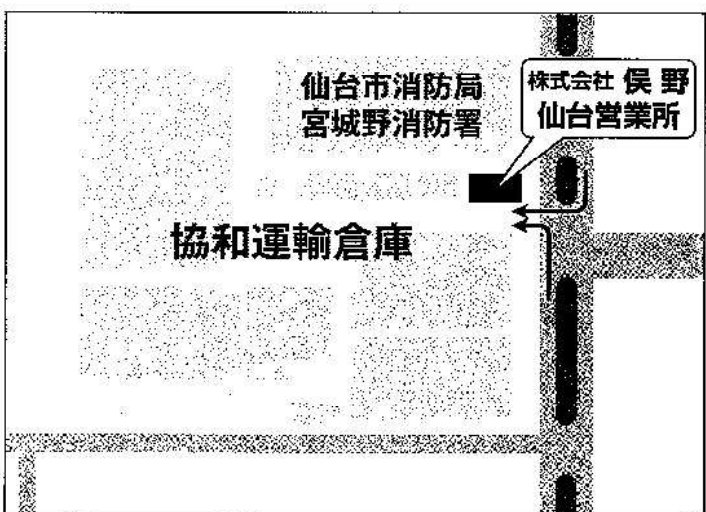 仙台市消防局
宮城野消防署
株式会社 俣野
仙台営業所
協和運輸倉庫